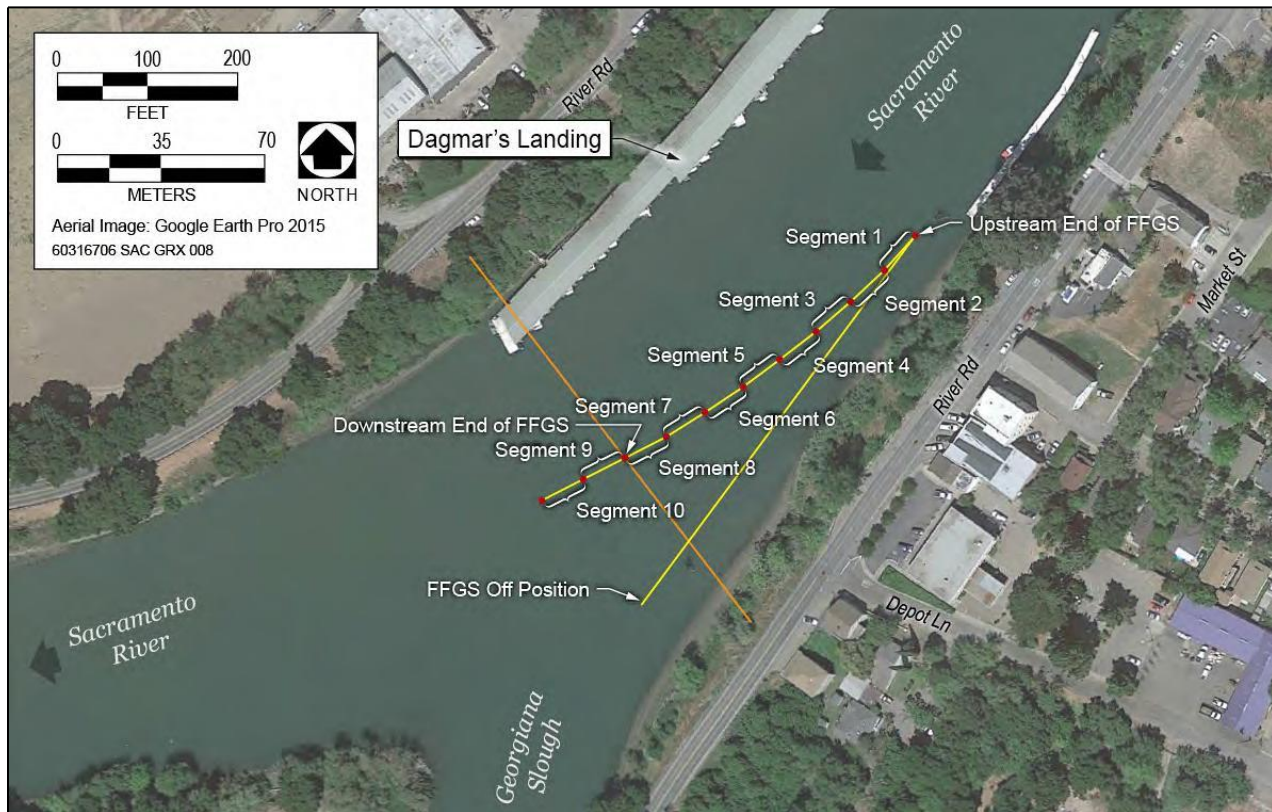 0 100 200
FEET
0 35 70
METERS
NORTH
Aerial Image: Google Earth Pro 2015
60316706 SAC GRX 008
River Rd
Dagmar's Landing
Sacramento
River
Segment 1
Upstream End of FFGS
Segment 2
Segment 3
Segment 4
Segment 5
Segment 6
Segment 7
Downstream End of FFGS
Segment 8
Segment 9
Segment 10
FFGS Off Position
Market St
River Rd
Depot Ln
Sacramento
River
Georgiana
Slough